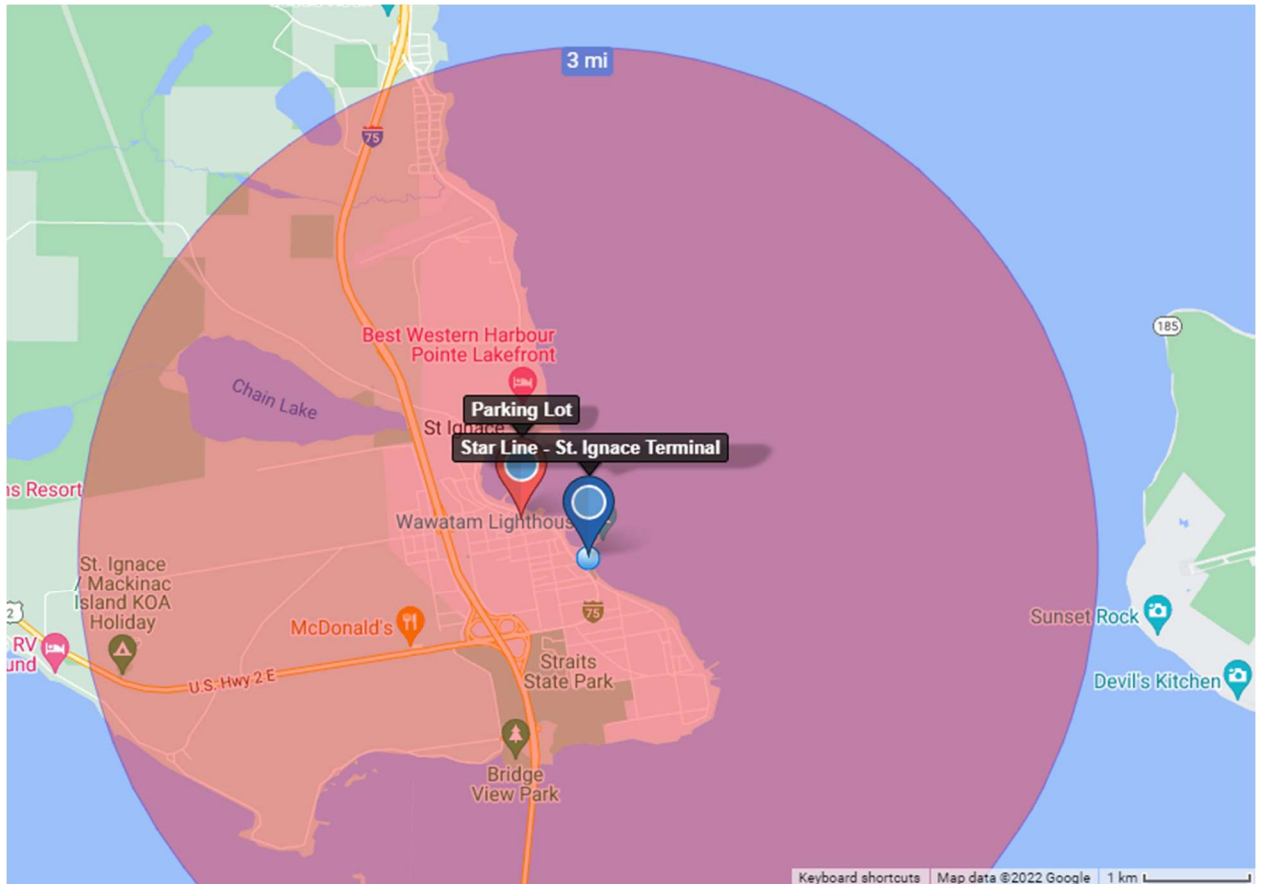 3 mi
75
185
Best Western Harbour
Pointe Lakefront
Chain Lake
Parking Lot
St Ignace
Star Line - St. Ignace Terminal
ns Resort
Wawatam Lighthous
St. Ignace
/ Mackinac
Island KOA
Holiday
2
McDonald's
75
Sunset Rock
RV
und
U.S. Hwy 2 E
Straits
State Park
Devil's Kitchen
Bridge
View Park
Keyboard shortcuts
Map data ©2022 Google
1 km